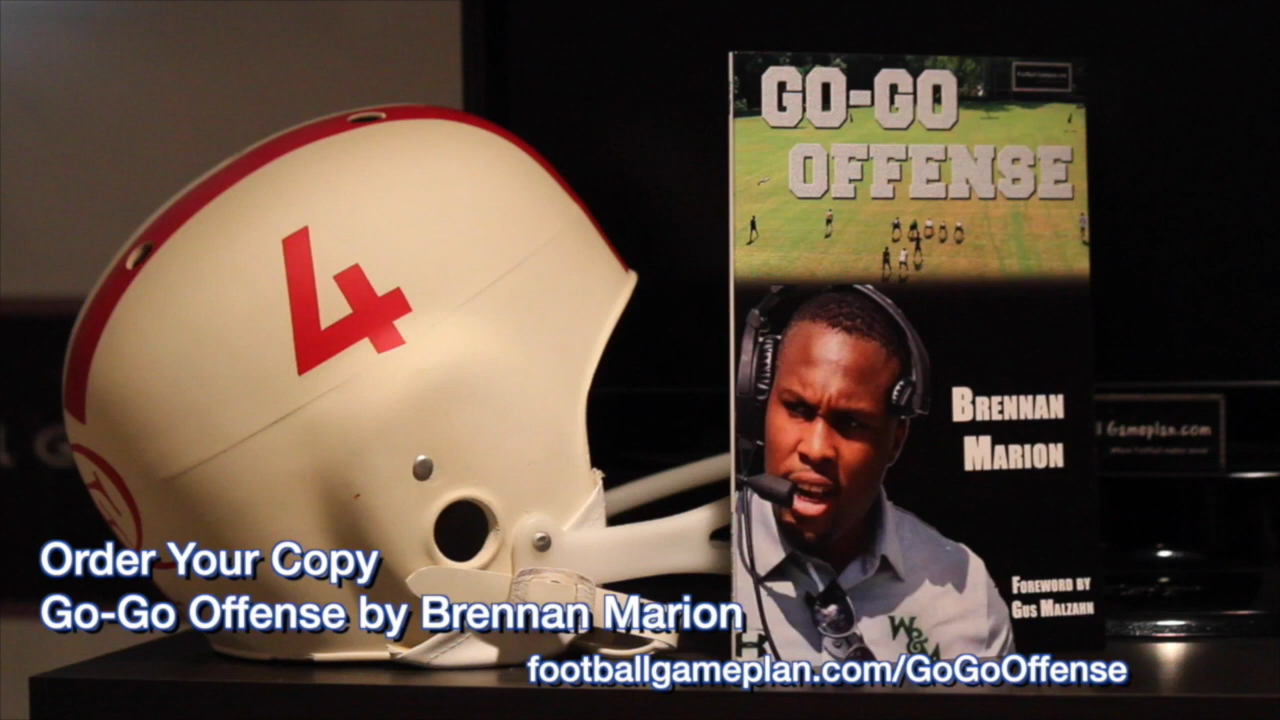 GO-GO
OFFENSE
4
BRENNAN
MARION
l Gameplan.com
FOREWORD BY
GUS MALZAHN
W&M
Order Your Copy
Go-Go Offense by Brennan Marion
footballgameplan.com/GoGoOffense